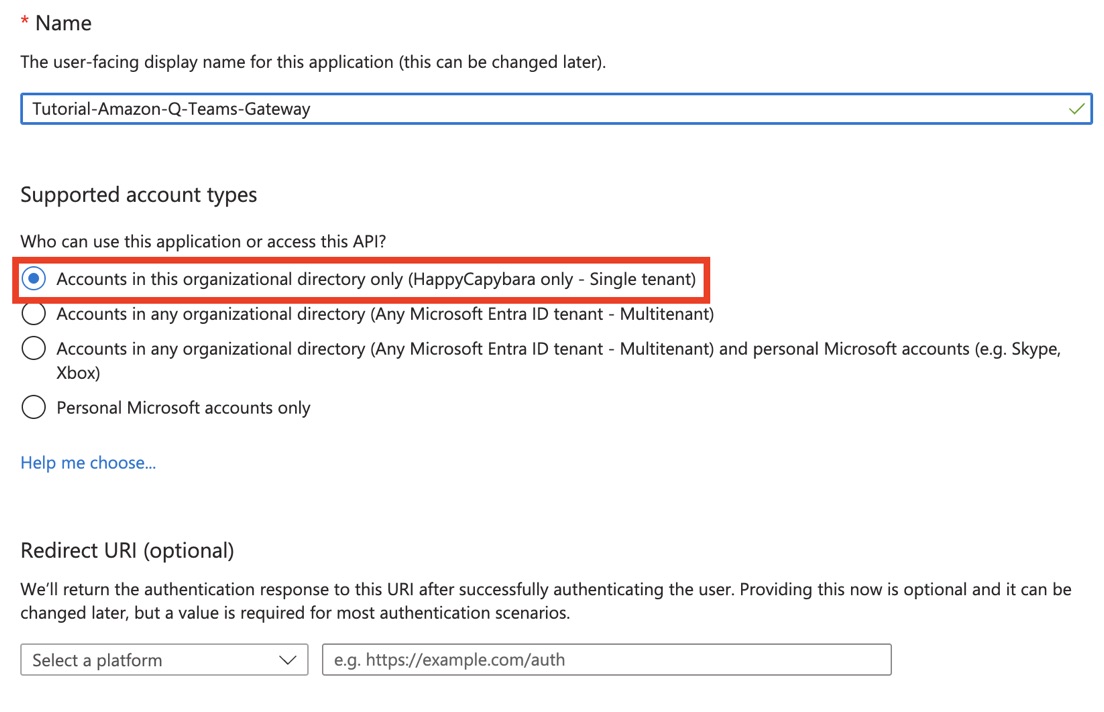 * Name
The user-facing display name for this application (this can be changed later).
Tutorial-Amazon-Q-Teams-Gateway
Supported account types
Who can use this application or access this API?
Accounts in this organizational directory only (HappyCapybara only - Single tenant)
Accounts in any organizational directory (Any Microsoft Entra ID tenant - Multitenant)
Accounts in any organizational directory (Any Microsoft Entra ID tenant - Multitenant) and personal Microsoft accounts (e.g. Skype,
Xbox)
Personal Microsoft accounts only
Help me choose...
Redirect URI (optional)
We’ll return the authentication response to this URI after successfully authenticating the user. Providing this now is optional and it can be
changed later, but a value is required for most authentication scenarios.
Select a platform
e.g. https://example.com/auth